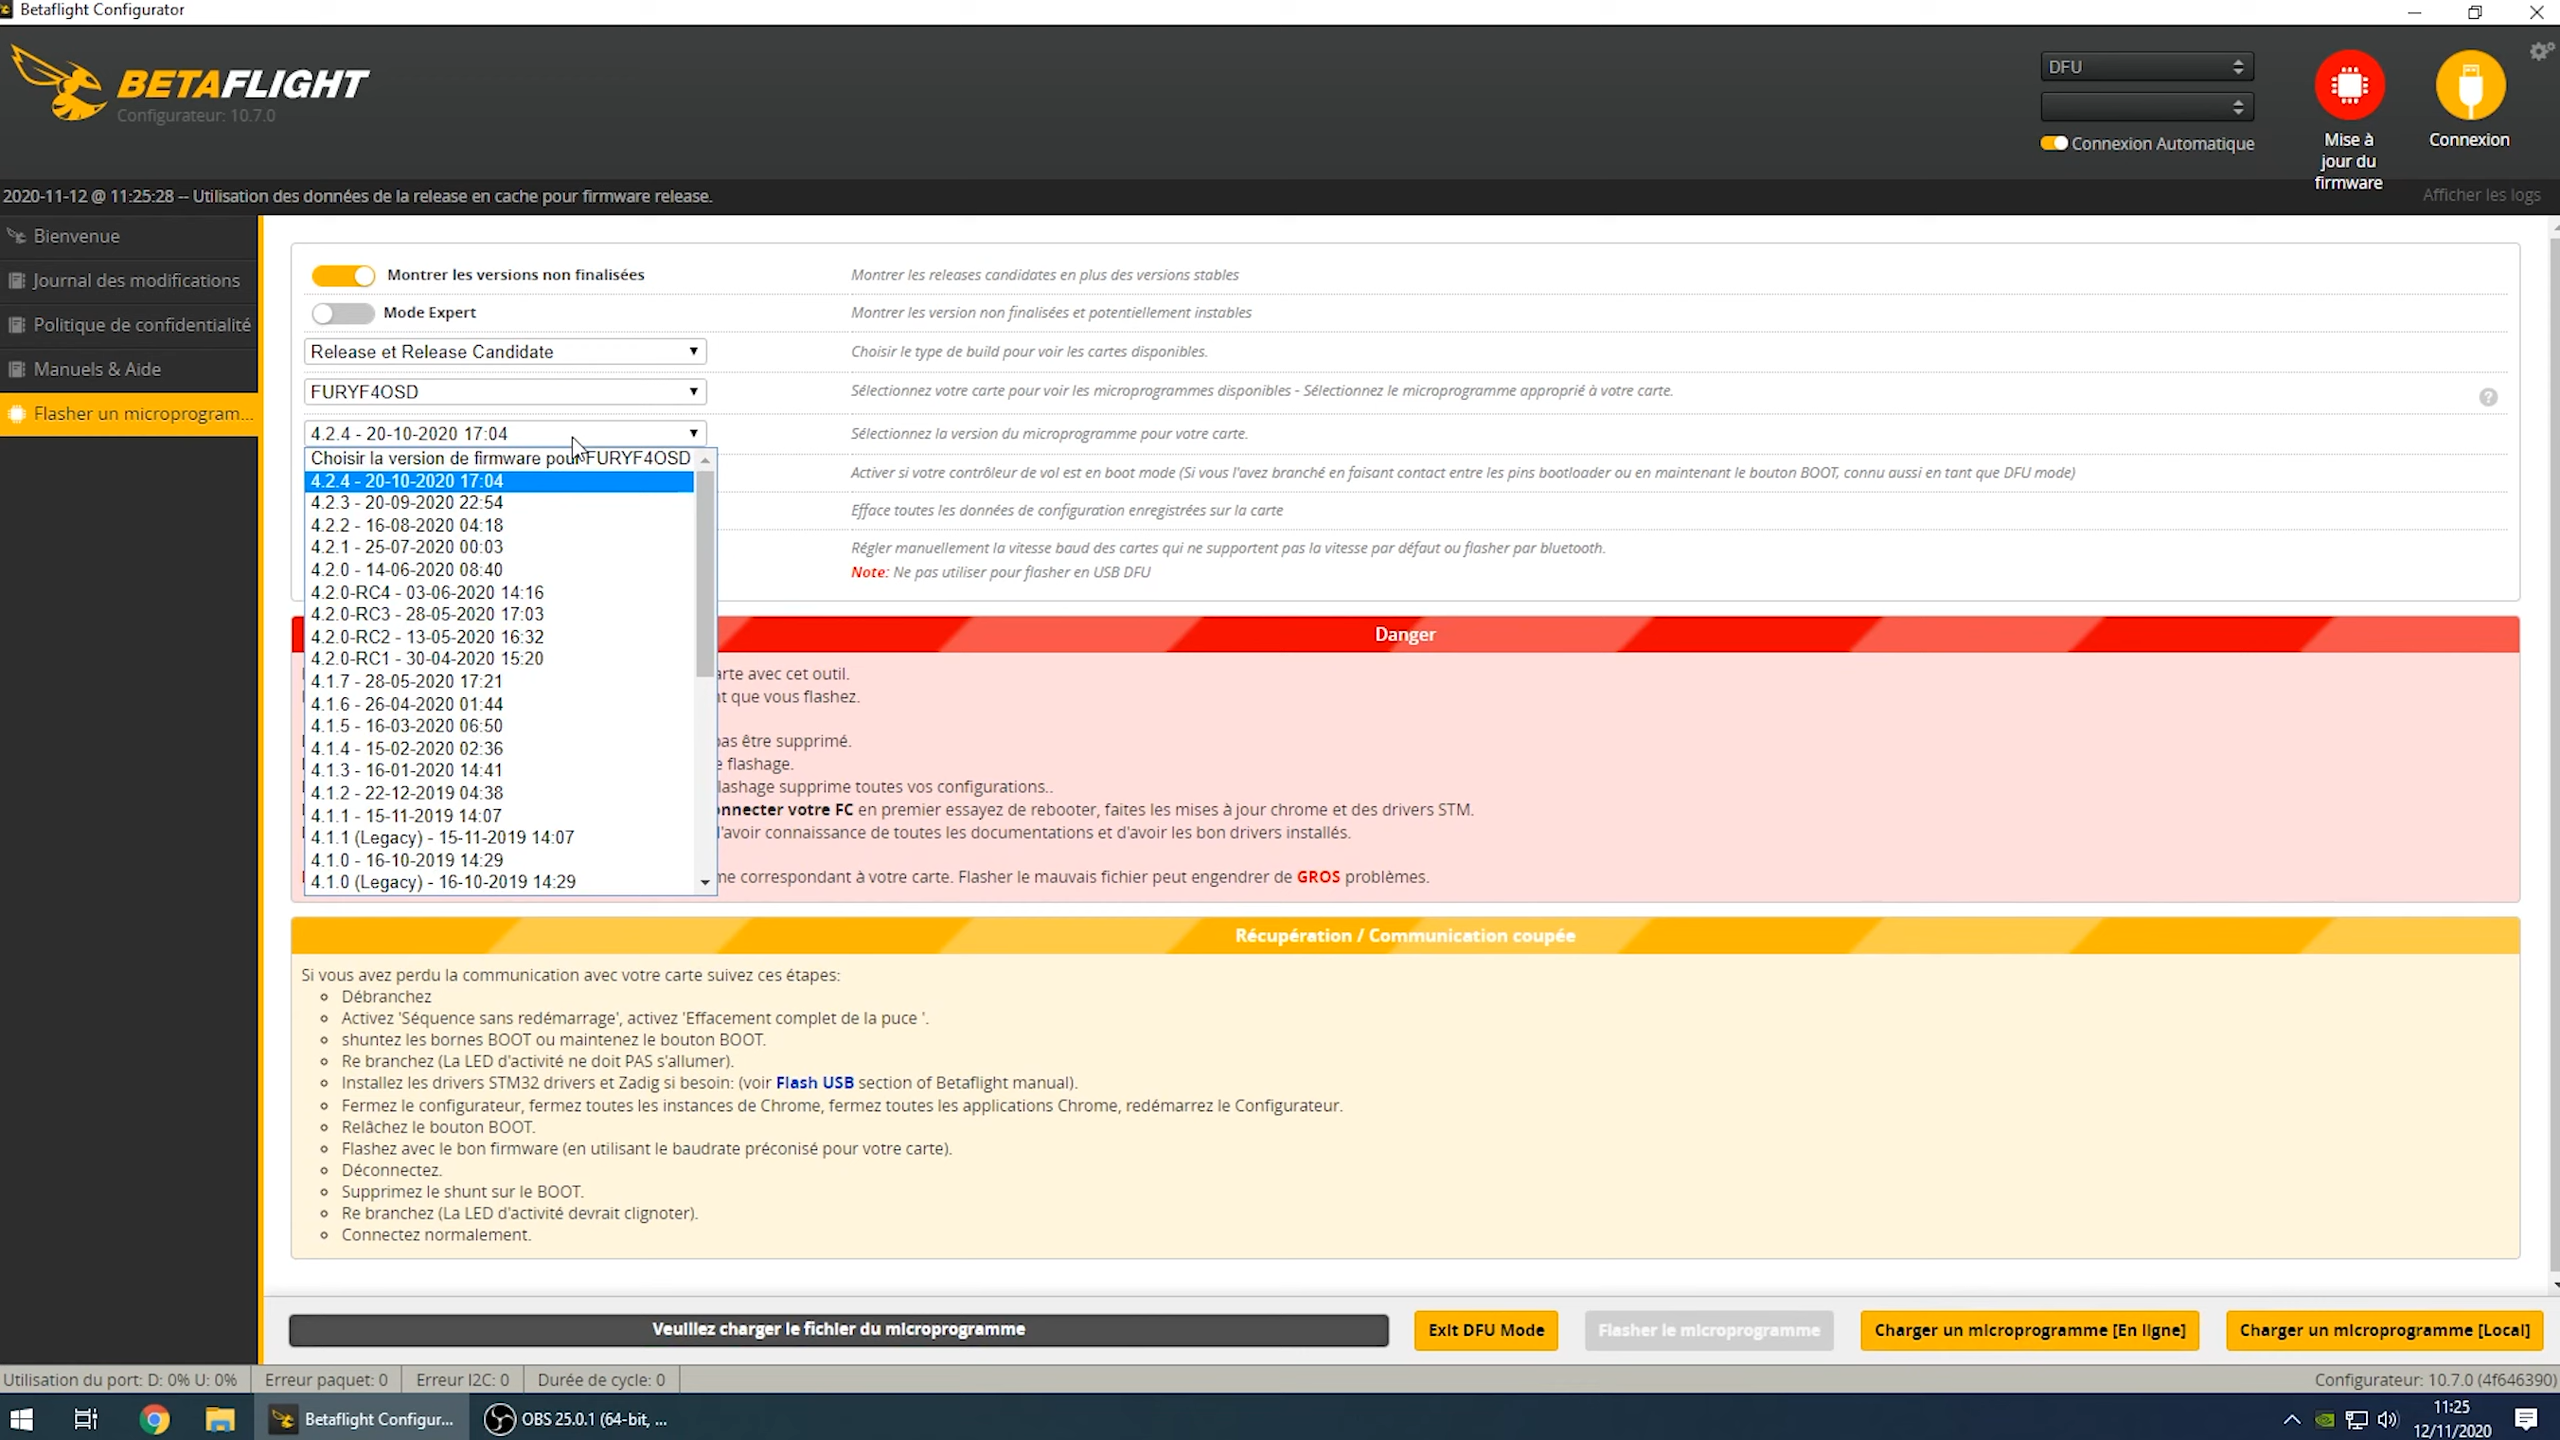 Betaflight Configurator
BETAFLIGHT
Configurateur: 10.7.0
DFU
Connexion Automatique
Mise à
jour du
firmware
Connexion
2020-11-12 @ 11:25:28 -- Utilisation des données de la release en cache pour firmware release.
Afficher les logs
Bienvenue
Journal des modifications
Politique de confidentialité
Manuels & Aide
Flasher un microprogram...
Montrer les versions non finalisées
Montrer les releases candidates en plus des versions stables
Mode Expert
Montrer les version non finalisées et potentiellement instables
Release et Release Candidate
Choisir le type de build pour voir les cartes disponibles.
FURYF4OSD
Sélectionnez votre carte pour voir les microprogrammes disponibles - Sélectionnez le microprogramme approprié à votre carte.
4.2.4 - 20-10-2020 17:04
Sélectionnez la version du microprogramme pour votre carte.
Choisir la version de firmware pour FURYF4OSD
4.2.4 - 20-10-2020 17:04
4.2.3 - 20-09-2020 22:54
4.2.2 - 16-08-2020 04:18
4.2.1 - 25-07-2020 00:03
4.2.0 - 14-06-2020 08:40
4.2.0-RC4 - 03-06-2020 14:16
4.2.0-RC3 - 28-05-2020 17:03
4.2.0-RC2 - 13-05-2020 16:32
4.2.0-RC1 - 30-04-2020 15:20
4.1.7 - 28-05-2020 17:21
4.1.6 - 26-04-2020 01:44
4.1.5 - 16-03-2020 06:50
4.1.4 - 15-02-2020 02:36
4.1.3 - 16-01-2020 14:41
4.1.2 - 22-12-2019 04:38
4.1.1 - 15-11-2019 14:07
4.1.1 (Legacy) - 15-11-2019 14:07
4.1.0 - 16-10-2019 14:29
4.1.0 (Legacy) - 16-10-2019 14:29
Activer si votre contrôleur de vol est en boot mode (Si vous l'avez branché en faisant contact entre les pins bootloader ou en maintenant le bouton BOOT, connu aussi en tant que DFU mode)
Efface toutes les données de configuration enregistrées sur la carte
Régler manuellement la vitesse baud des cartes qui ne supportent pas la vitesse par défaut ou flasher par bluetooth.
Note: Ne pas utiliser pour flasher en USB DFU
Danger
arte avec cet outil.
t que vous flashez.
pas être supprimé.
e flashage.
lashage supprime toutes vos configurations..
nnecter votre FC en premier essayez de rebooter, faites les mises à jour chrome et des drivers STM.
l'avoir connaissance de toutes les documentations et d'avoir les bon drivers installés.
ne correspondant à votre carte. Flasher le mauvais fichier peut engendrer de GROS problèmes.
Récupération / Communication coupée
Si vous avez perdu la communication avec votre carte suivez ces étapes:
Débranchez
Activez 'Séquence sans redémarrage', activez 'Effacement complet de la puce '.
shuntez les bornes BOOT ou maintenez le bouton BOOT.
Re branchez (La LED d'activité ne doit PAS s'allumer).
Installez les drivers STM32 drivers et Zadig si besoin: (voir Flash USB section of Betaflight manual).
Fermez le configurateur, fermez toutes les instances de Chrome, fermez toutes les applications Chrome, redémarrez le Configurateur.
Relâchez le bouton BOOT.
Flashez avec le bon firmware (en utilisant le baudrate préconisé pour votre carte).
Déconnectez.
Supprimez le shunt sur le BOOT.
Re branchez (La LED d'activité devrait clignoter).
Connectez normalement.
Veuillez charger le fichier du microprogramme
Exit DFU Mode
Flasher le microprogramme
Charger un microprogramme [En ligne]
Charger un microprogramme [Local]
Utilisation du port: D: 0% U: 0%
Erreur paquet: 0
Erreur I2C: 0
Durée de cycle: 0
Configurateur: 10.7.0 (4f646390)
Betaflight Configur...
OBS 25.0.1 (64-bit, ...
11:25
12/11/2020